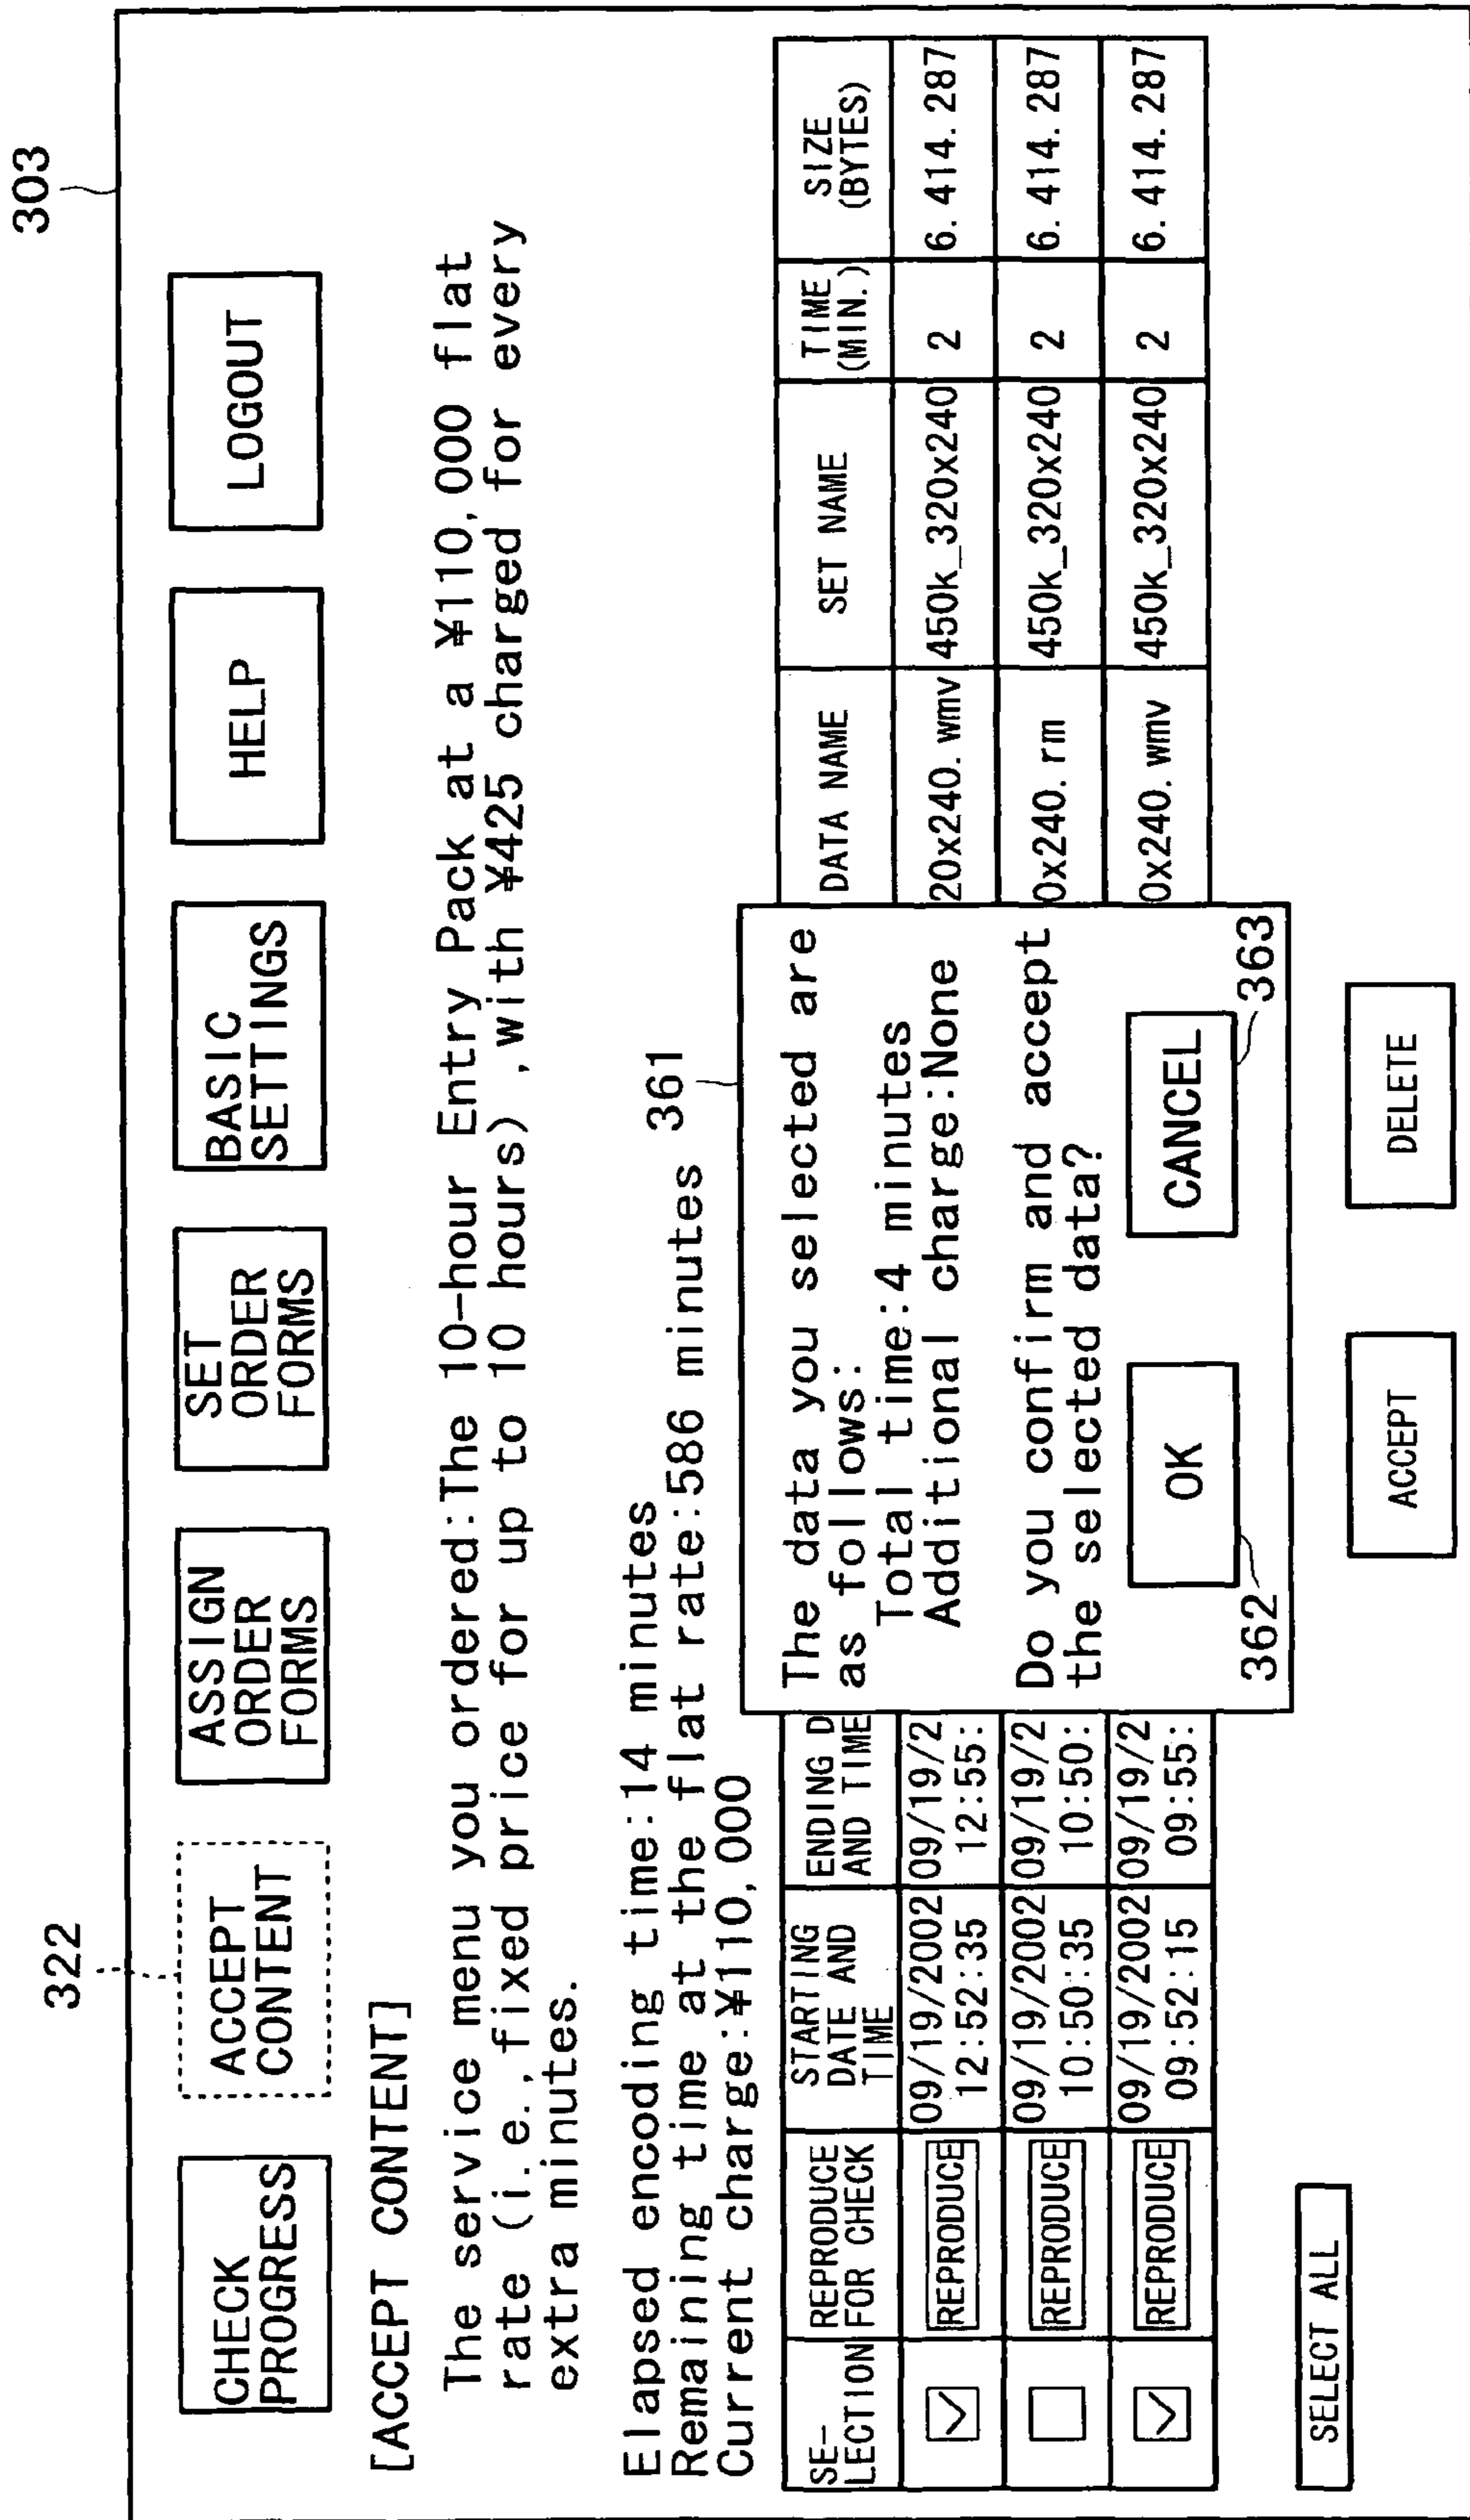 303
322
CHECK PROGRESS
ACCEPT CONTENT
ASSIGN ORDER FORMS
SET ORDER FORMS
BASIC SETTINGS
HELP
LOGOUT
[ACCEPT CONTENT]
The service menu you ordered:The 10-hour Entry Pack at a ¥110,000 flat
rate (i.e.,fixed price for up to 10 hours),with ¥425 charged for every
extra minutes.
Elapsed encoding time:14 minutes
Remaining time at the flat rate:586 minutes
Current charge:¥110,000
361
SE-LECTION REPRODUCE FOR CHECK STARTING DATE AND TIME ENDING D AND TIME DATA NAME SET NAME TIME (MIN.) SIZE (BYTES)
REPRODUCE 09/19/2002 12:52:35 09/19/2 12:55: 20x240.wmv 450k_320x240 2 6.414.287
REPRODUCE 09/19/2002 10:50:35 09/19/2 10:50: 0x240.rm 450k_320x240 2 6.414.287
REPRODUCE 09/19/2002 09:52:15 09/19/2 09:55: 0x240.wmv 450k_320x240 2 6.414.287
The data you selected are
as follows:
Total time:4 minutes
Additional charge:None
Do you confirm and accept
the selected data?
OK
CANCEL
362
363
SELECT ALL
ACCEPT
DELETE